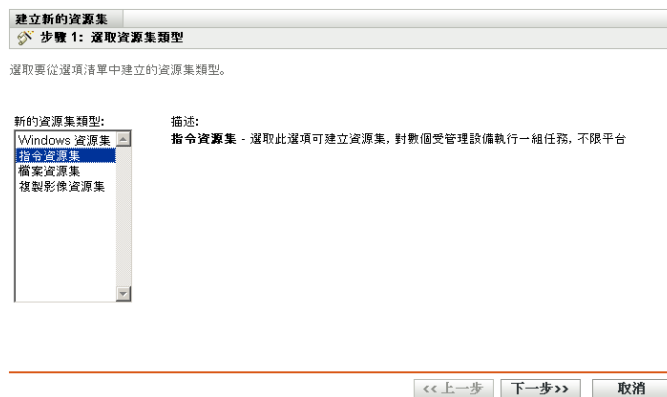 建立新的資源集
步驟 1: 選取資源集類型
選取要從選項清單中建立的資源集類型。
新的資源集類型:
Windows 資源集
指令資源集
檔案資源集
複製影像資源集
描述:
指令資源集 - 選取此選項可建立資源集, 對數個受管理設備執行一組任務, 不限平台
<<上一步
下一步>>
取消